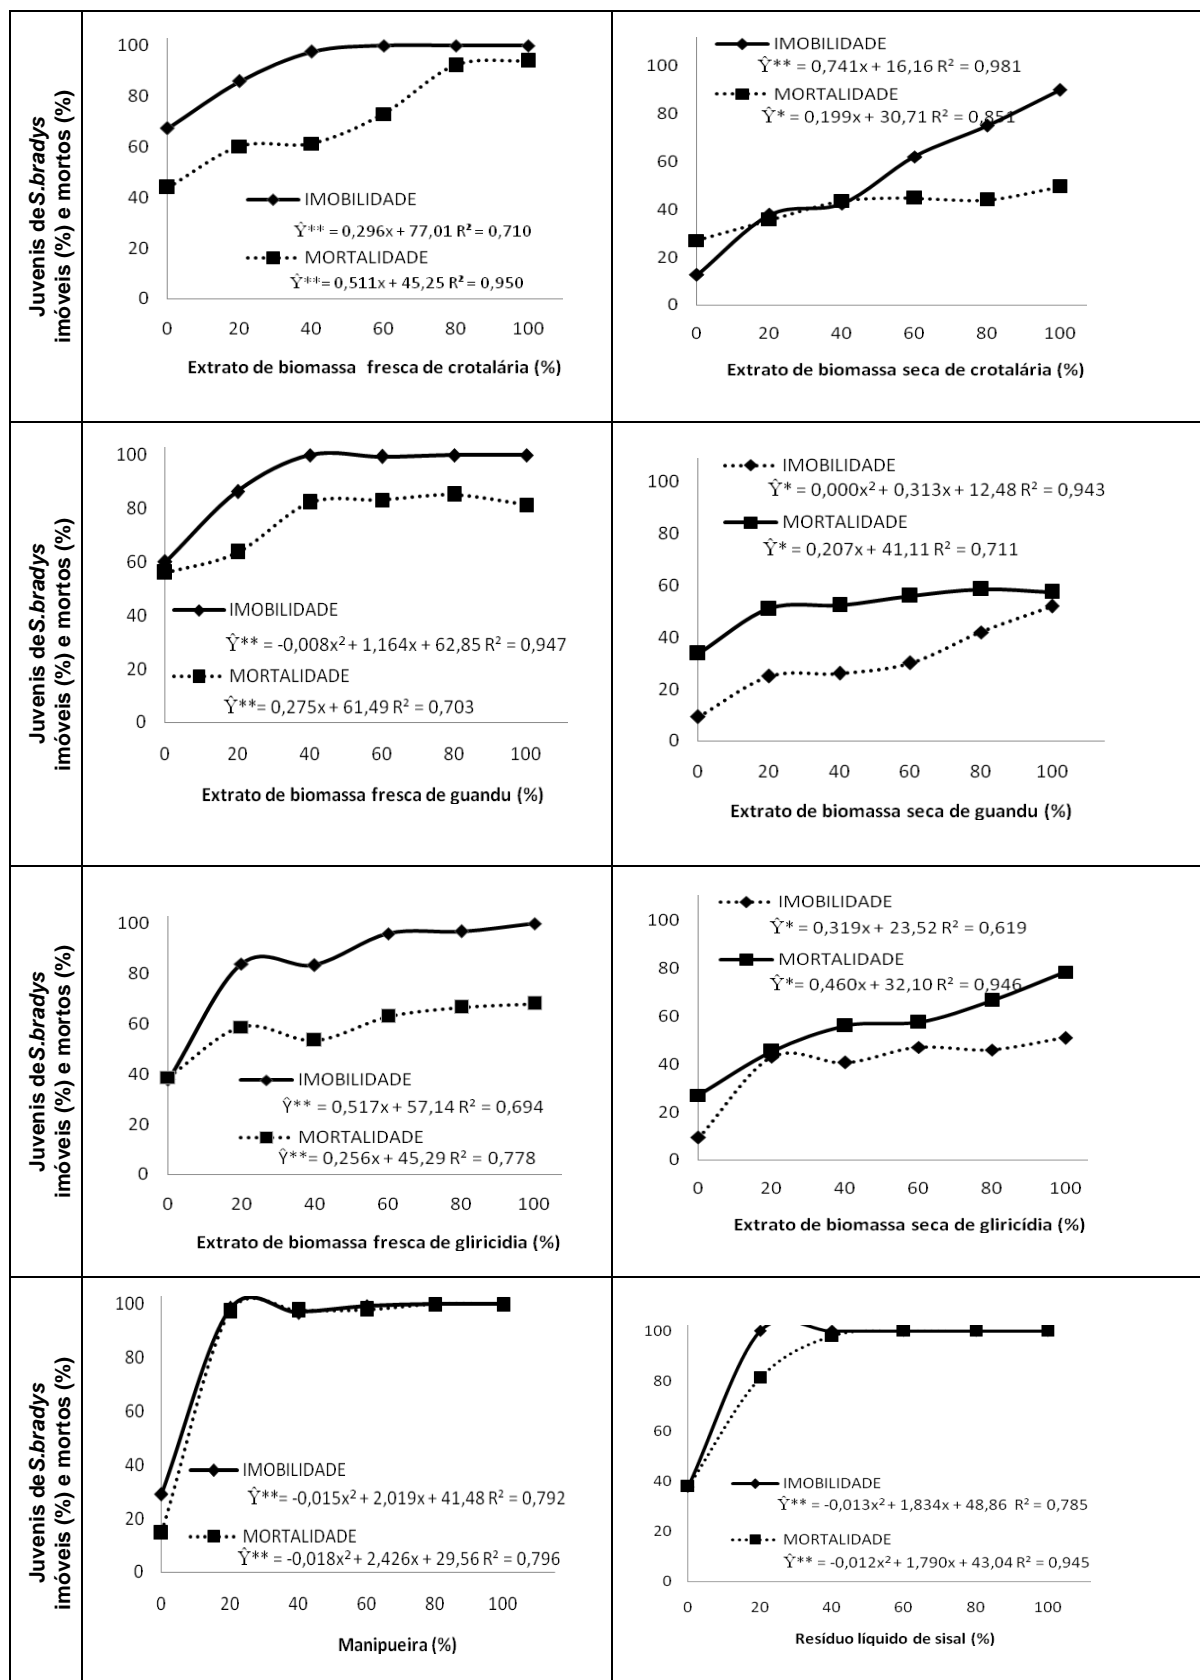 Juvenis deS.bradys
imóveis (%) e mortos (%)
100
80
60
40
20
0
IMOBILIDADE
Ŷ** = 0,296x + 77,01 R² = 0,710
MORTALIDADE
Ŷ**= 0,511x + 45,25 R² = 0,950
0 20 40 60 80 100
Extrato de biomassa fresca de crotalária (%)
IMOBILIDADE
Ŷ** = 0,741x + 16,16 R² = 0,981
MORTALIDADE
Ŷ* = 0,199x + 30,71 R² = 0,851
100
80
60
40
20
0
0 20 40 60 80 100
Extrato de biomassa seca de crotalária (%)
Juvenis deS.bradys
imóveis (%) e mortos (%)
100
80
60
40
20
0
IMOBILIDADE
Ŷ** = -0,008x² + 1,164x + 62,85 R² = 0,947
MORTALIDADE
Ŷ**= 0,275x + 61,49 R² = 0,703
0 20 40 60 80 100
Extrato de biomassa fresca de guandu (%)
IMOBILIDADE
Ŷ* = 0,000x² + 0,313x + 12,48 R² = 0,943
MORTALIDADE
Ŷ* = 0,207x + 41,11 R² = 0,711
100
80
60
40
20
0
0 20 40 60 80 100
Extrato de biomassa seca de guandu (%)
Juvenis deS.bradys
imóveis (%) e mortos (%)
100
80
60
40
20
0
IMOBILIDADE
Ŷ** = 0,517x + 57,14 R² = 0,694
MORTALIDADE
Ŷ**= 0,256x + 45,29 R² = 0,778
0 20 40 60 80 100
Extrato de biomassa fresca de gliricidia (%)
IMOBILIDADE
Ŷ* = 0,319x + 23,52 R² = 0,619
MORTALIDADE
Ŷ*= 0,460x + 32,10 R² = 0,946
100
80
60
40
20
0
0 20 40 60 80 100
Extrato de biomassa seca de gliricídia (%)
Juvenis deS.bradys
imóveis (%) e mortos (%)
100
80
60
40
20
0
IMOBILIDADE
Ŷ**= -0,015x² + 2,019x + 41,48 R² = 0,792
MORTALIDADE
Ŷ** = -0,018x² + 2,426x + 29,56 R² = 0,796
0 20 40 60 80 100
Manipueira (%)
100
80
60
40
20
0
IMOBILIDADE
Ŷ** = -0,013x² + 1,834x + 48,86 R² = 0,785
MORTALIDADE
Ŷ** = -0,012x² + 1,790x + 43,04 R² = 0,945
0 20 40 60 80 100
Resíduo líquido de sisal (%)